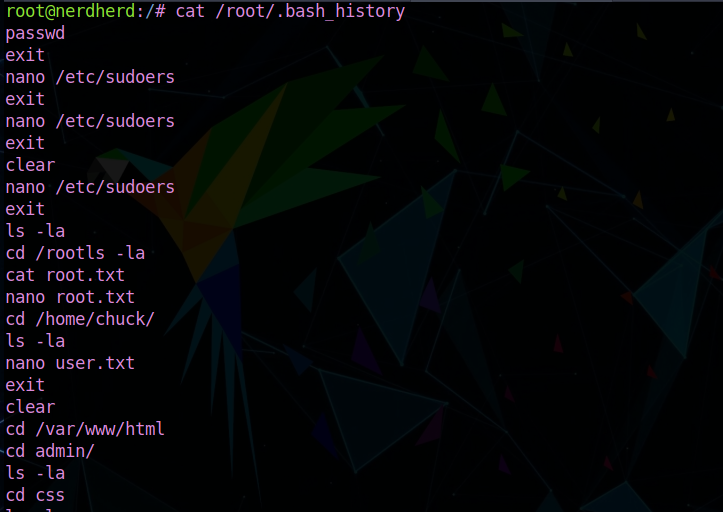 root@nerdherd:/# cat /root/.bash_history
passwd
exit
nano /etc/sudoers
exit
nano /etc/sudoers
exit
clear
nano /etc/sudoers
exit
ls -la
cd /rootls -la
cat root.txt
nano root.txt
cd /home/chuck/
ls -la
nano user.txt
exit
clear
cd /var/www/html
cd admin/
ls -la
cd css